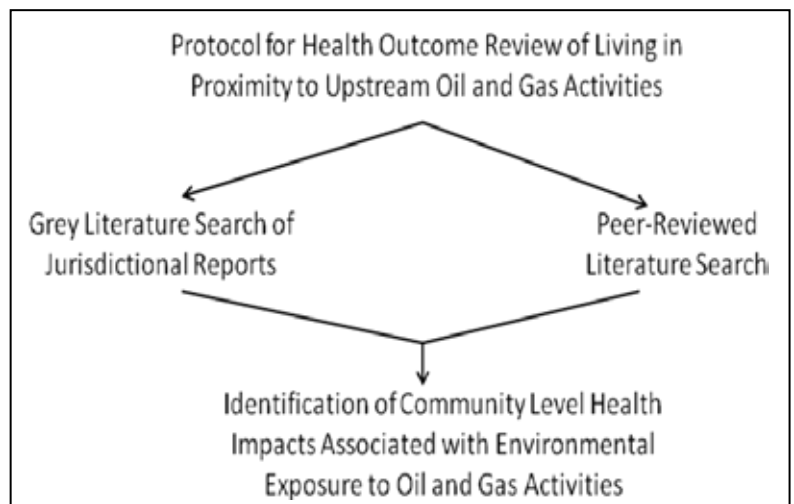 Protocol for Health Outcome Review of Living in
Proximity to Upstream Oil and Gas Activities
Grey Literature Search of
Jurisdictional Reports
Peer-Reviewed
Literature Search
Identification of Community Level Health
Impacts Associated with Environmental
Exposure to Oil and Gas Activities